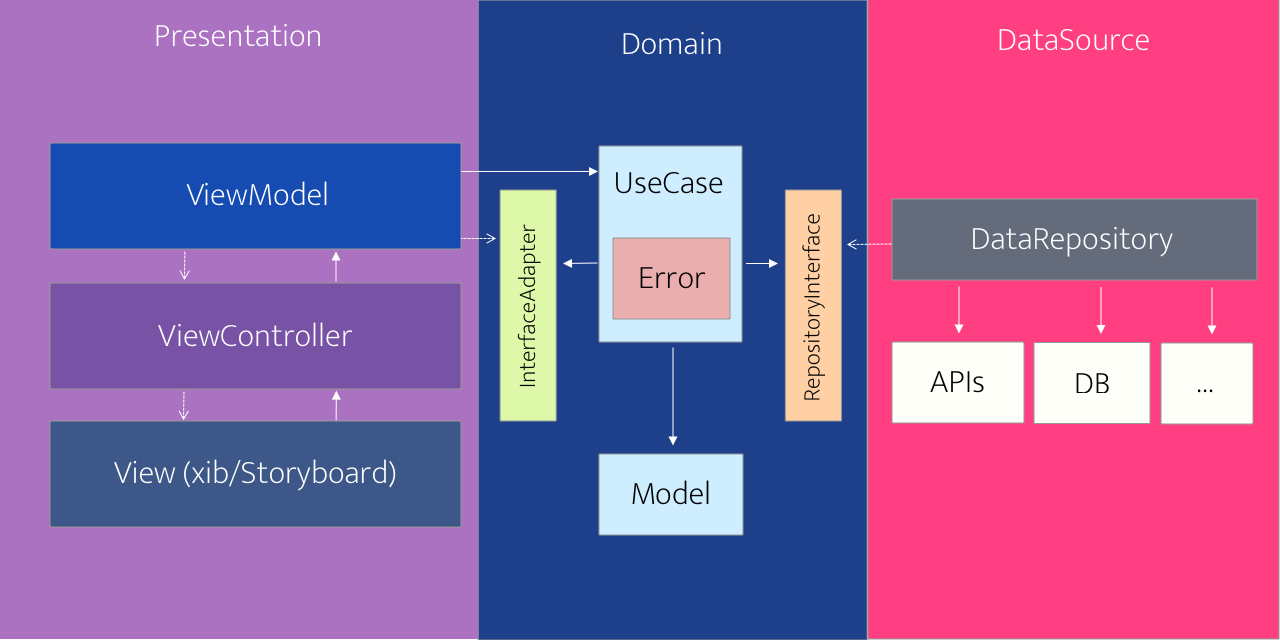 Presentation
Domain
DataSource
ViewModel
ViewController
View (xib/Storyboard)
InterfaceAdapter
UseCase
Error
Model
RepositoryInterface
DataRepository
APIs
DB
...